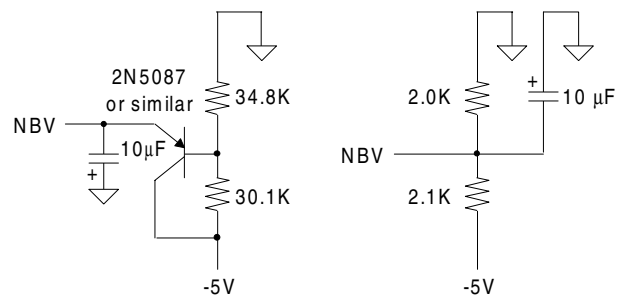 2N5087
or similar
34.8K
NBV
10µF
+
30.1K
-5V
2.0K
+
10 µF
NBV
2.1K
-5V